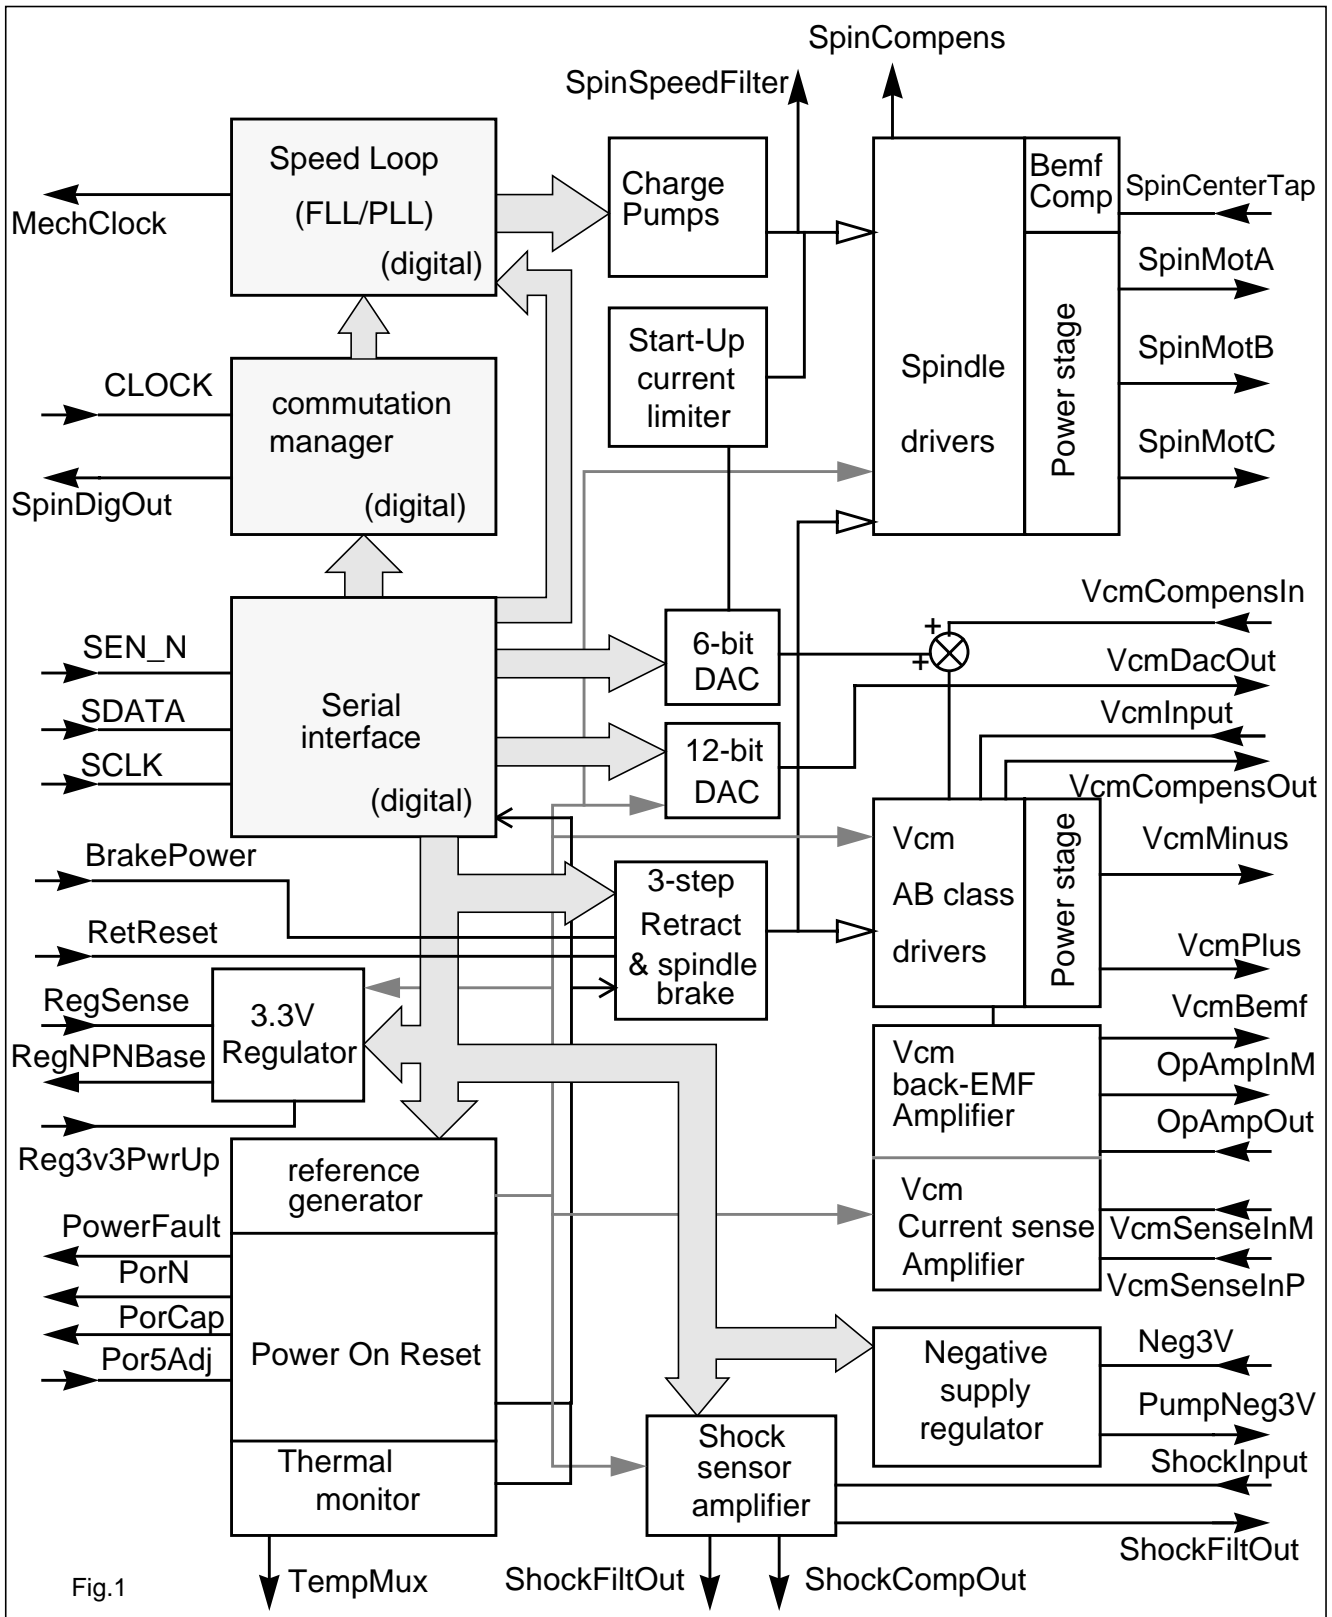 SpinCompens
SpinSpeedFilter
Speed Loop
(FLL/PLL)
(digital)
MechClock
Charge
Pumps
Bemf
Comp
SpinCenterTap
SpinMotA
SpinMotB
SpinMotC
Start-Up
current
limiter
Spindle
drivers
Power stage
CLOCK
commutation
manager
(digital)
SpinDigOut
SEN_N
SDATA
SCLK
Serial
interface
(digital)
6-bit
DAC
12-bit
DAC
+
+
VcmCompensIn
VcmDacOut
VcmInput
VcmCompensOut
BrakePower
RetReset
3-step
Retract
& spindle
brake
Vcm
AB class
drivers
Power stage
VcmMinus
VcmPlus
RegSense
RegNPNBase
Reg3v3PwrUp
3.3V
Regulator
Vcm
back-EMF
Amplifier
VcmBemf
OpAmpInM
OpAmpOut
reference
generator
Vcm
Current sense
Amplifier
VcmSenseInM
VcmSenseInP
PowerFault
PorN
PorCap
Por5Adj
Power On Reset
Negative
supply
regulator
Neg3V
PumpNeg3V
Thermal
monitor
Shock
sensor
amplifier
ShockInput
ShockFiltOut
TempMux
ShockFiltOut
ShockCompOut
Fig.1